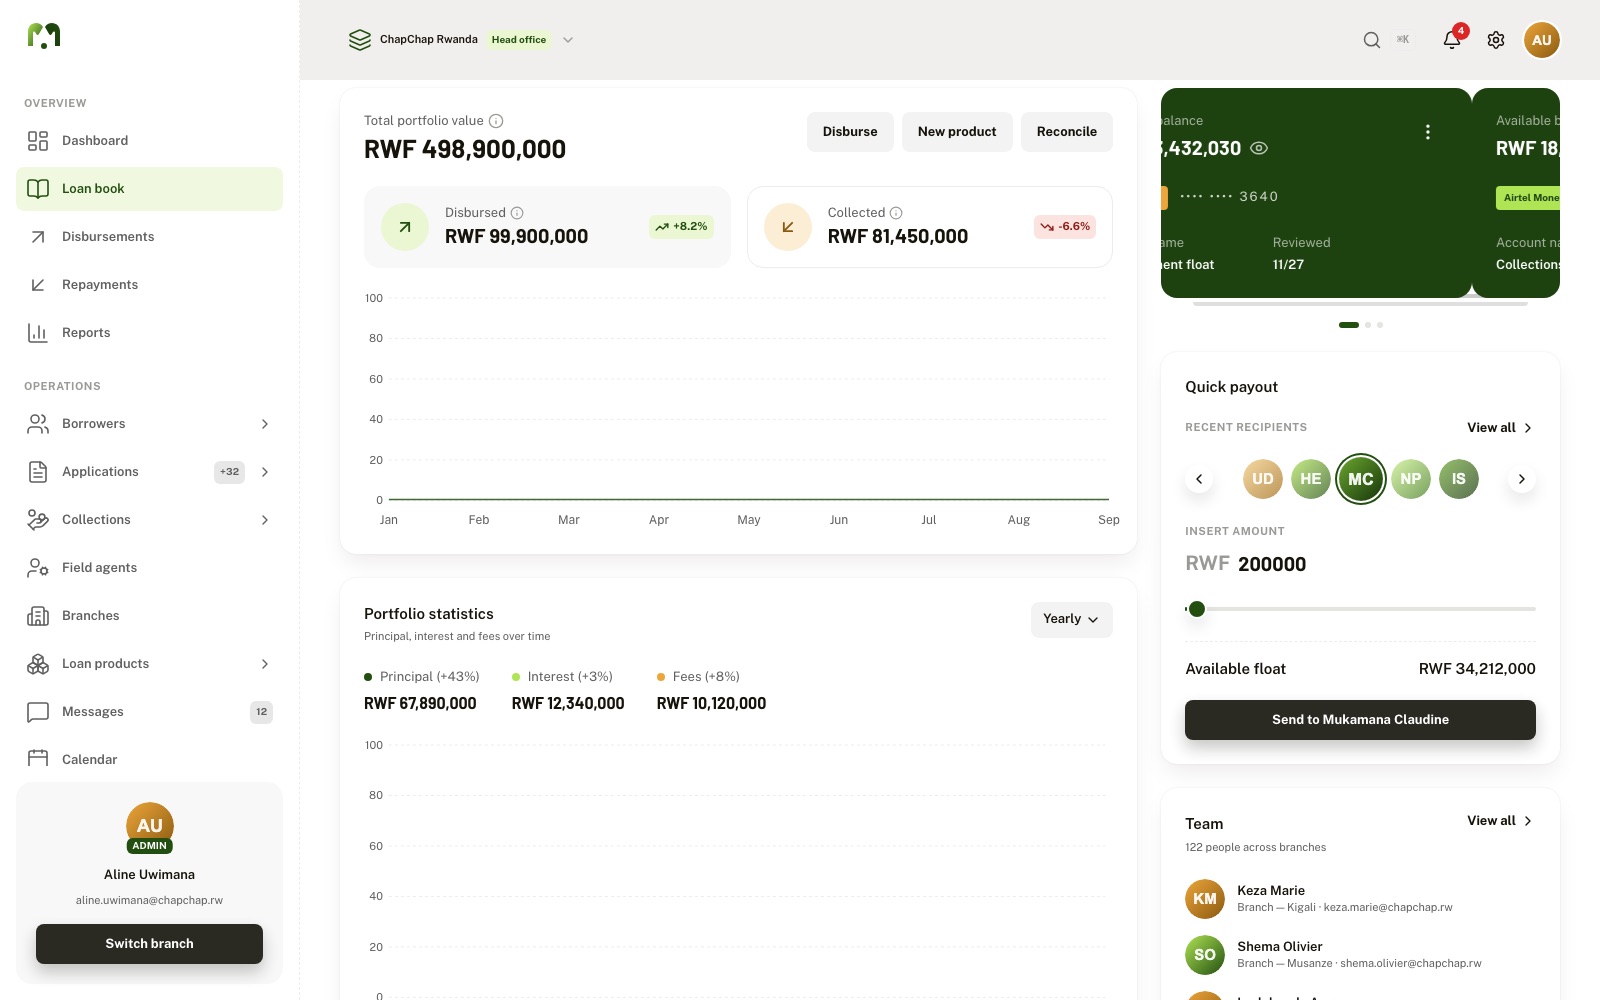 ChapChap Rwanda Head office
⌘K
4
AU
OVERVIEW
Dashboard
Loan book
Disbursements
Repayments
Reports
OPERATIONS
Borrowers
Applications +32
Collections
Field agents
Branches
Loan products
Messages 12
Calendar
AU
ADMIN
Aline Uwimana
aline.uwimana@chapchap.rw
Switch branch
Total portfolio value
RWF 498,900,000
Disburse
New product
Reconcile
Disbursed
RWF 99,900,000
+8.2%
Collected
RWF 81,450,000
-6.6%
100
80
60
40
20
0
Jan Feb Mar Apr May Jun Jul Aug Sep
Portfolio statistics
Principal, interest and fees over time
Yearly
Principal (+43%)
RWF 67,890,000
Interest (+3%)
RWF 12,340,000
Fees (+8%)
RWF 10,120,000
100
80
60
40
20
0
alance
,432,030
•••• •••• 3640
ame
ent float
Reviewed
11/27
Available b
RWF 18,
Airtel Mone
Account na
Collections
Quick payout
RECENT RECIPIENTS
View all
UD HE MC NP IS
INSERT AMOUNT
RWF 200000
Available float RWF 34,212,000
Send to Mukamana Claudine
Team
View all
122 people across branches
KM
Keza Marie
Branch — Kigali · keza.marie@chapchap.rw
SO
Shema Olivier
Branch — Musanze · shema.olivier@chapchap.rw